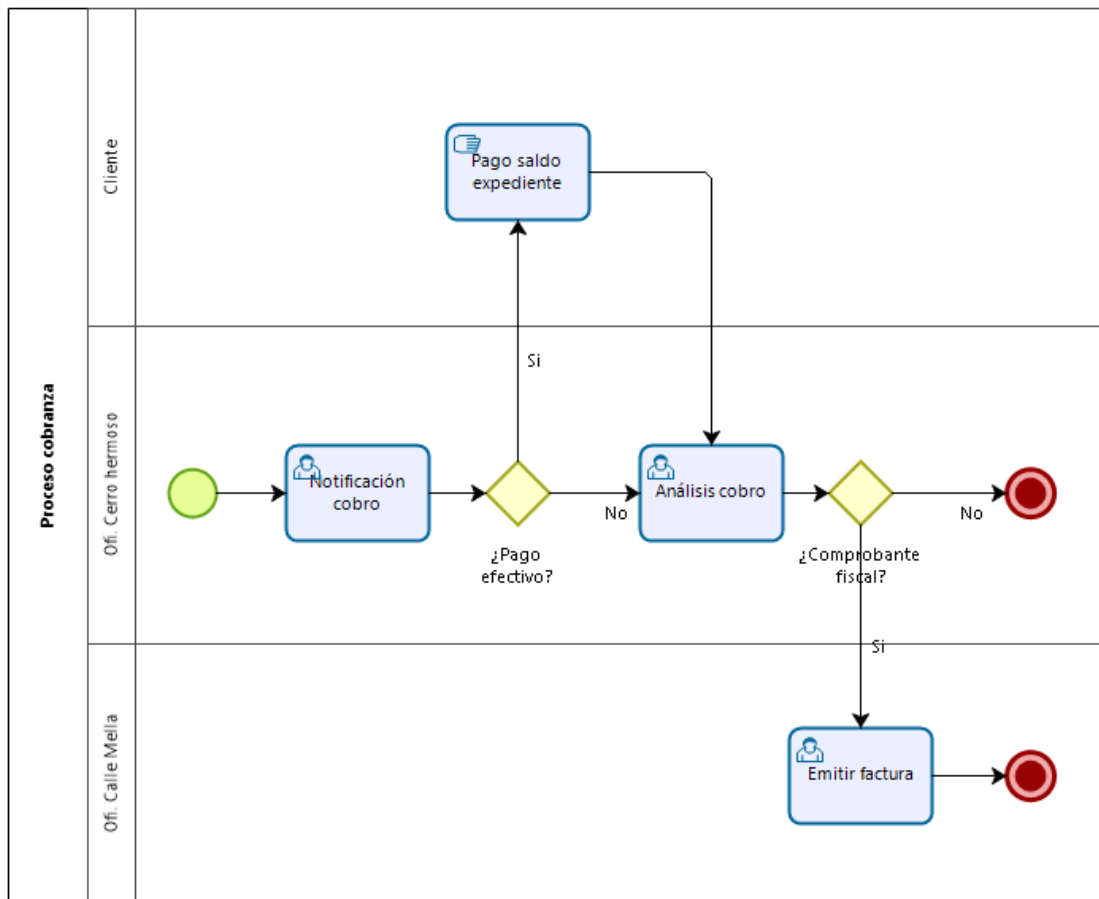 Proceso cobranza
Cliente
Pago saldo
expediente
Si
Ofi. Cerro hermoso
Notificación
cobro
¿Pago
efectivo?
No
Análisis cobro
¿Comprobante
fiscal?
No
Si
Ofi. Calle Mella
Emitir factura